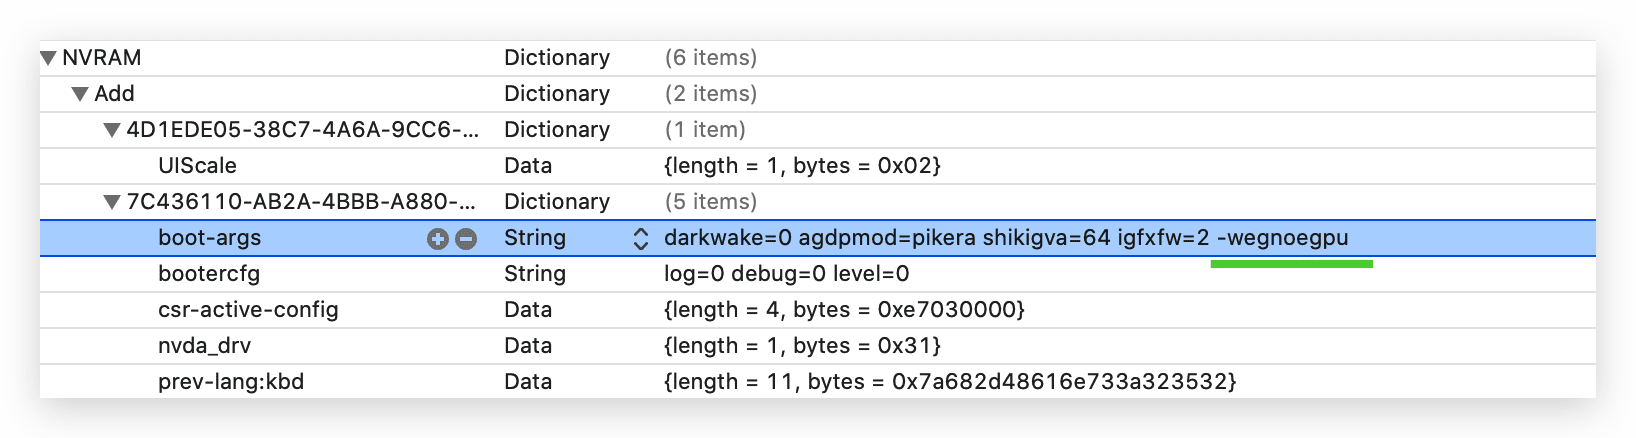 NVRAM Dictionary (6 items)
Add Dictionary (2 items)
4D1EDE05-38C7-4A6A-9CC6-... Dictionary (1 item)
UIScale Data {length = 1, bytes = 0x02}
7C436110-AB2A-4BBB-A880-... Dictionary (5 items)
boot-args String darkwake=0 agdpmod=pikera shikigva=64 igfxfw=2 -wegnoegpu
bootercfg String log=0 debug=0 level=0
csr-active-config Data {length = 4, bytes = 0xe7030000}
nvda_drv Data {length = 1, bytes = 0x31}
prev-lang:kbd Data {length = 11, bytes = 0x7a682d48616e733a323532}